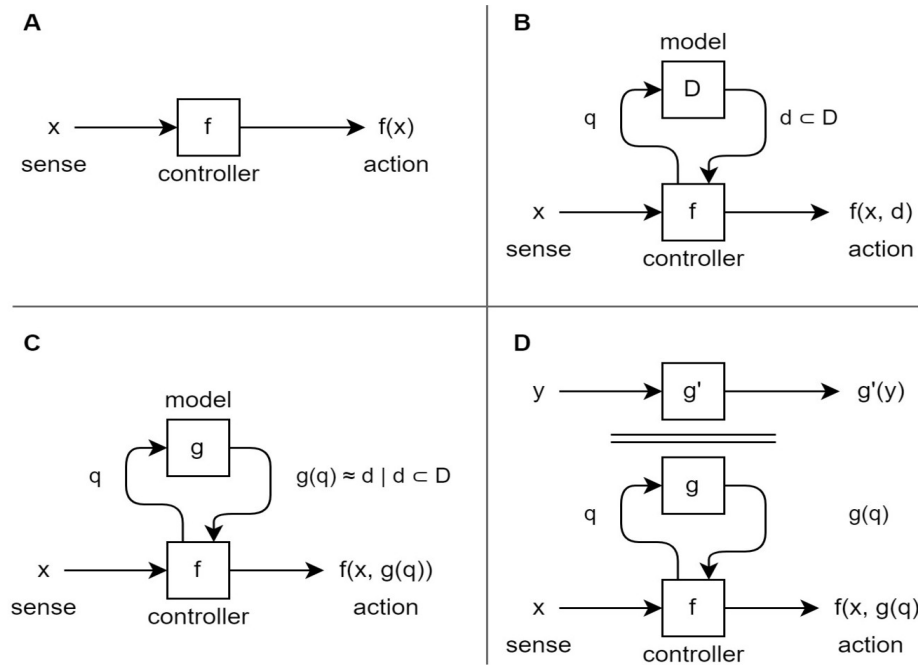 A
x
f
f(x)
sense
controller
action
B
model
D
q
d ⊂ D
x
f
f(x, d)
sense
controller
action
C
model
g
q
g(q) ≈ d | d ⊂ D
x
f
f(x, g(q))
sense
controller
action
D
y
g'
g'(y)
g
q
g(q)
x
f
f(x, g(q)
sense
controller
action